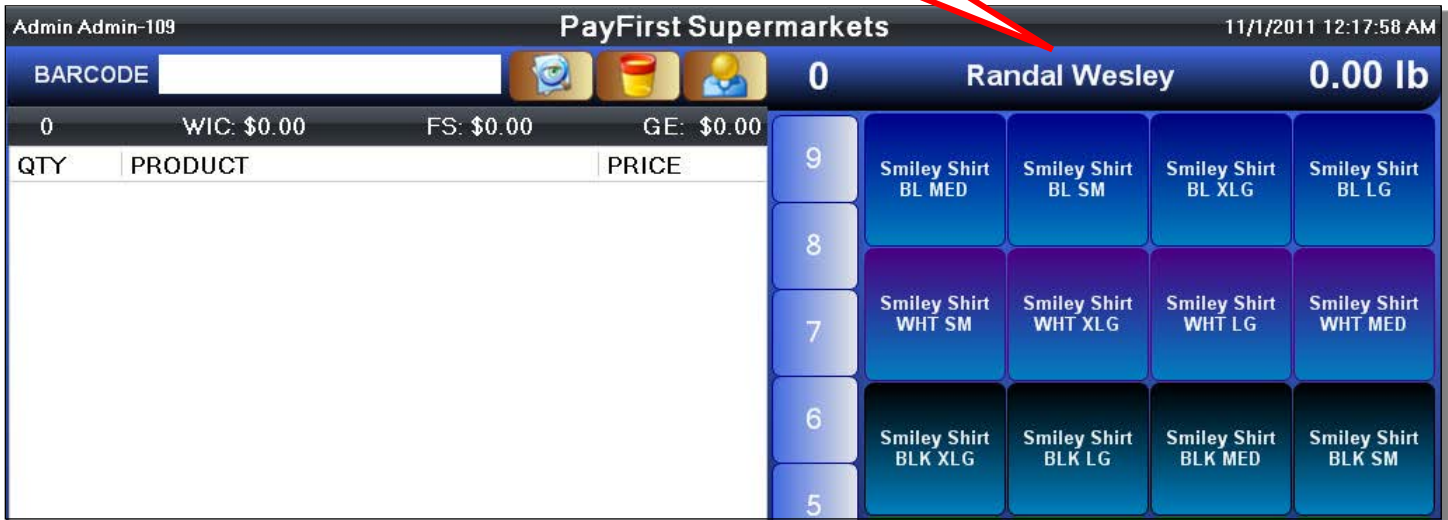 Admin Admin-109 PayFirst Supermarkets 11/1/2011 12:17:58 AM
BARCODE 0 Randal Wesley 0.00 lb
0 WIC: $0.00 FS: $0.00 GE: $0.00
QTY PRODUCT PRICE
9
8
7
6
5
Smiley Shirt
BL MED
Smiley Shirt
BL SM
Smiley Shirt
BL XLG
Smiley Shirt
BL LG
Smiley Shirt
WHT SM
Smiley Shirt
WHT XLG
Smiley Shirt
WHT LG
Smiley Shirt
WHT MED
Smiley Shirt
BLK XLG
Smiley Shirt
BLK LG
Smiley Shirt
BLK MED
Smiley Shirt
BLK SM